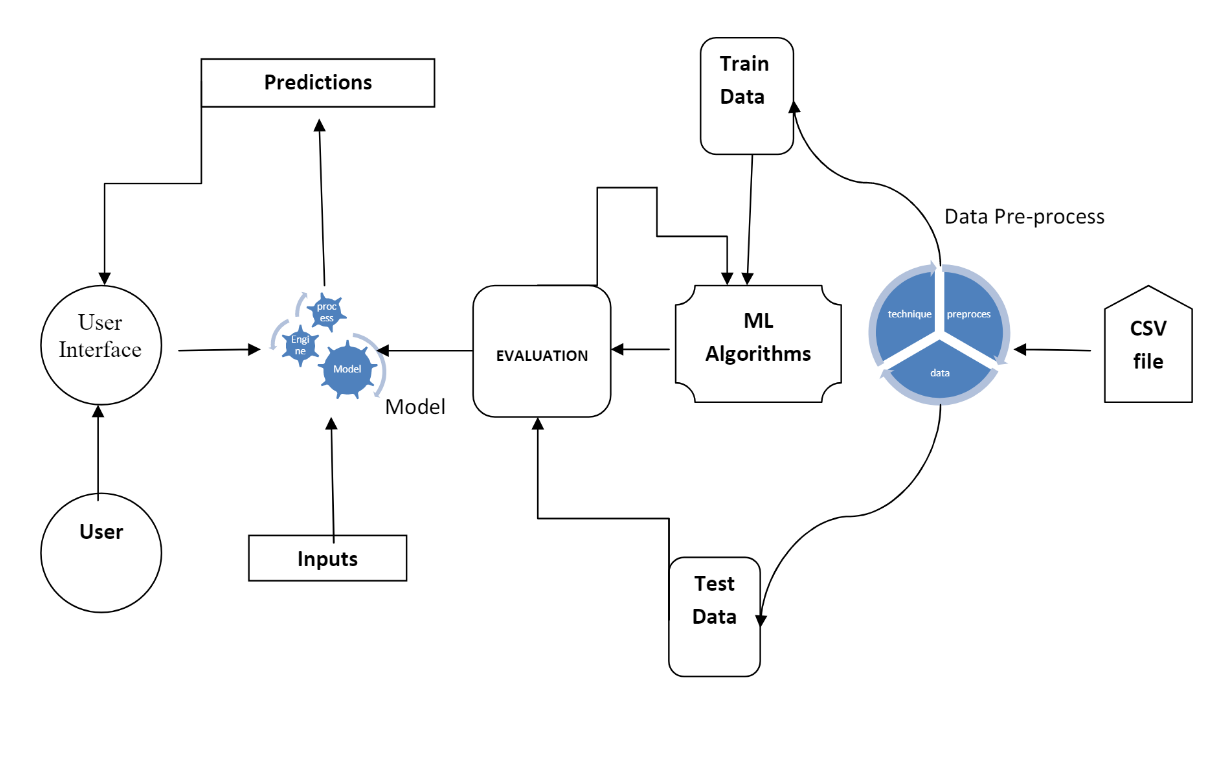 Predictions
Train
Data
Data Pre-process
User
Interface
proc
ess
Engi
ne
Model
Model
EVALUATION
ML
Algorithms
technique
preproces
data
CSV
file
User
Inputs
Test
Data